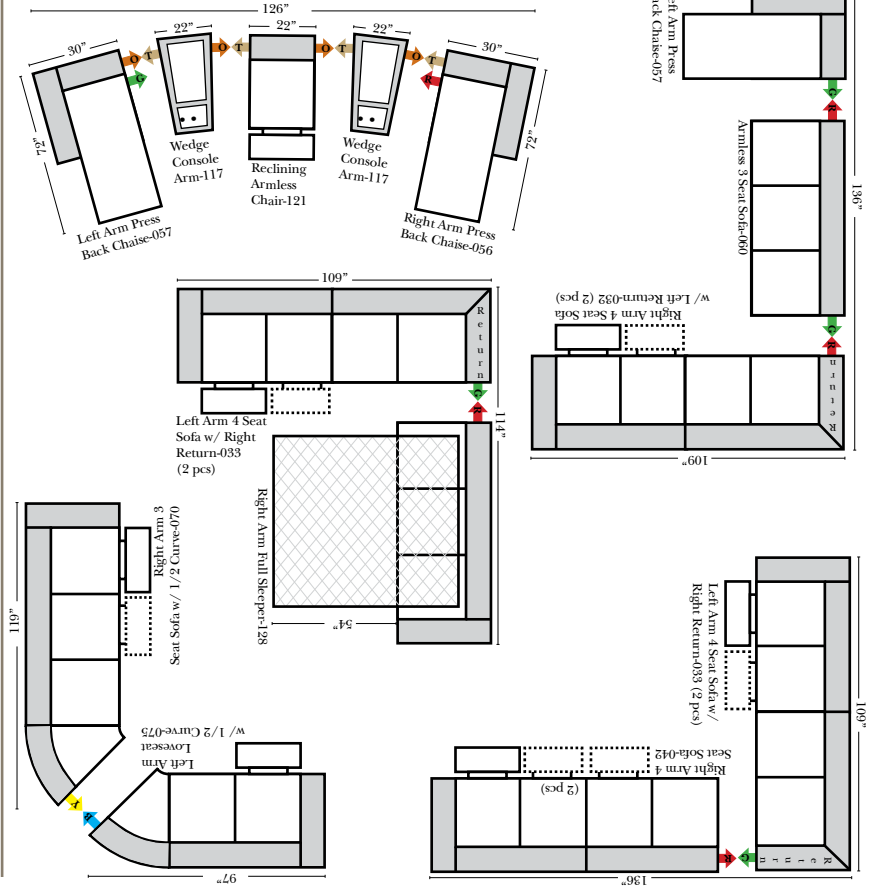 126”
22”
22”
22”
30”
30”
O
T
O
T
O
T
O
T
G
R
72”
72”
Wedge
Console
Arm-117
Reclining
Armless
Chair-121
Wedge
Console
Arm-117
Left Arm Press
Back Chaise-057
Right Arm Press
Back Chaise-056
eft Arm Press
ck Chaise-057
G
R
Armless 3 Seat Sofa-060
136”
G
R
Right Arm 4 Seat Sofa
w/ Left Return-032 (2 pcs)
Return
109”
109”
Return
G
R
114”
Left Arm 4 Seat
Sofa w/ Right
Return-033
(2 pcs)
Right Arm Full Sleeper-128
54”
Right Arm 3
Seat Sofa w/ 1/2 Curve-070
119”
Y
B
Left Arm
Loveseat
w/ 1/2 Curve-075
97”
Left Arm 4 Seat Sofa w/
Right Return-033 (2 pcs)
109”
Right Arm 4
Seat Sofa-042
(2 pcs)
R
G
Return
136”